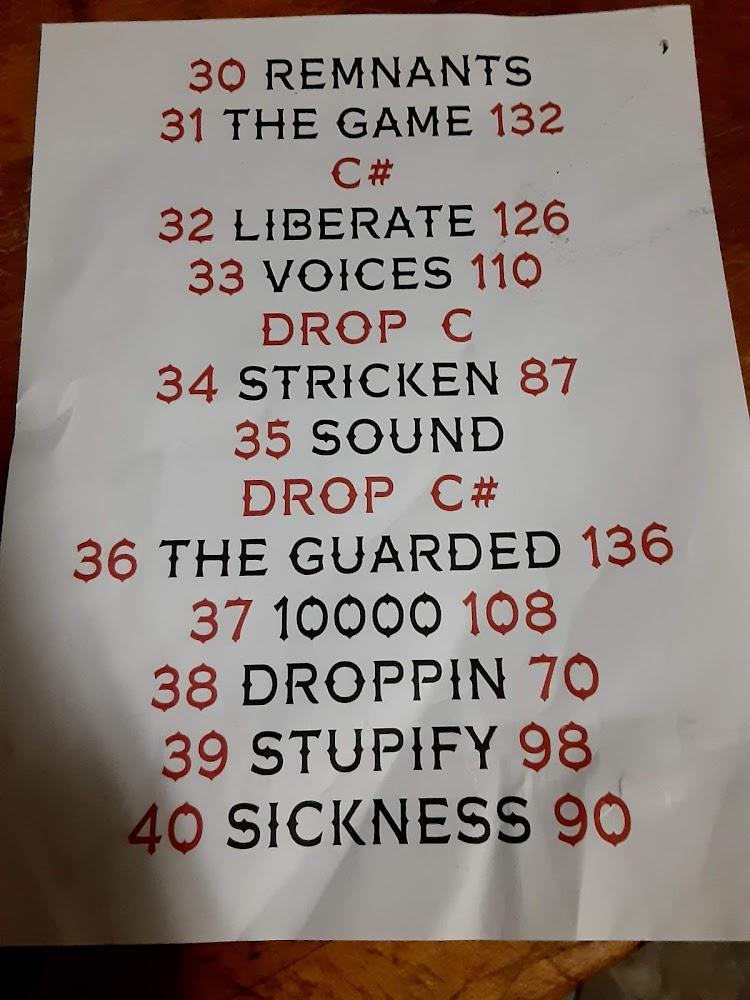 30 REMNANTS
31 THE GAME 132
C#
32 LIBERATE 126
33 VOICES 110
DROP C
34 STRICKEN 87
35 SOUND
DROP C#
36 THE GUARDED 136
37 10000 108
38 DROPPIN 70
39 STUPIFY 98
40 SICKNESS 90